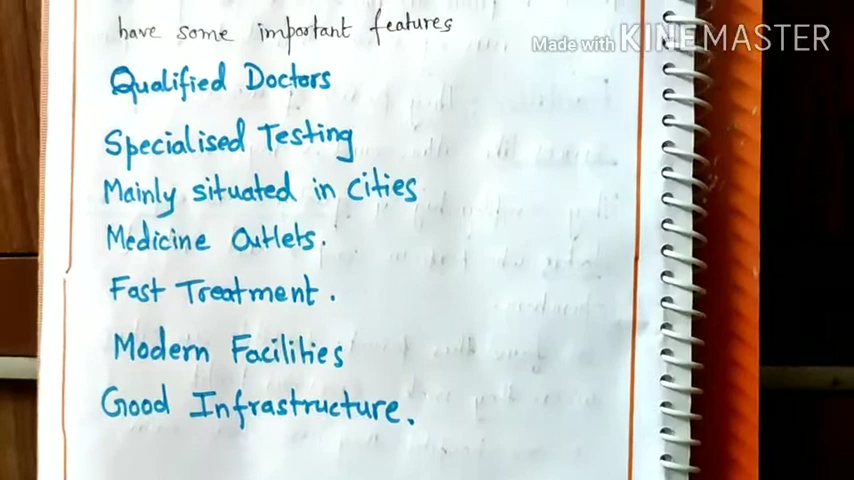 have some important features
Made with KINEMASTER
Qualified Doctors
Specialised Testing
Mainly situated in cities
Medicine Outlets.
Fast Treatment.
Modern Facilities
Good Infrastructure.